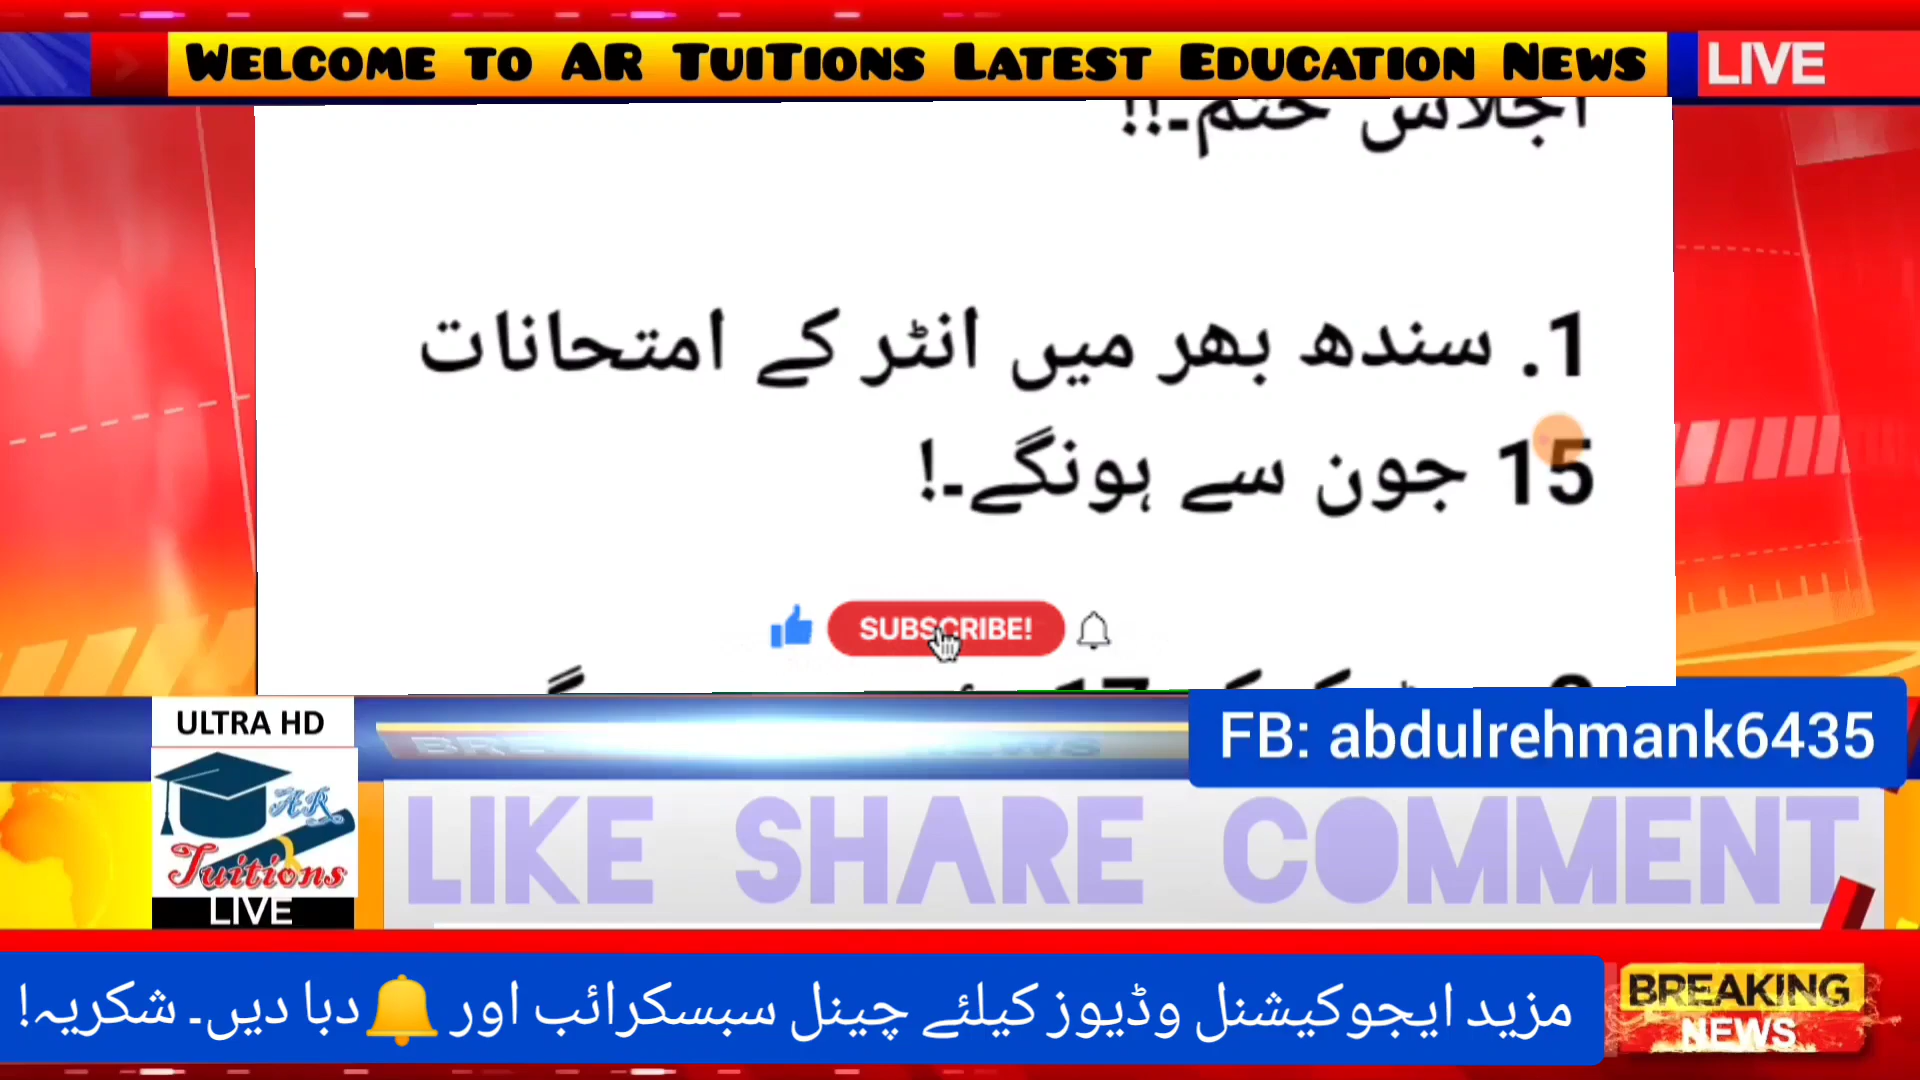 WELCOME TO AR TUITIONS LATEST EDUCATION NEWS
LIVE
اجلاس ختم۔!!
1. سندھ بھر میں انٹر کے امتحانات
15 جون سے ہونگے۔!
SUBSCRIBE!
ULTRA HD
FB: abdulrehmank6435
AR
Tuitions
LIVE
LIKE SHARE COMMENT
مزید ایجوکیشنل وڈیوز کیلئے چینل سبسکرائب اور 🔔 دبا دیں۔ شکریہ!
BREAKING
NEWS